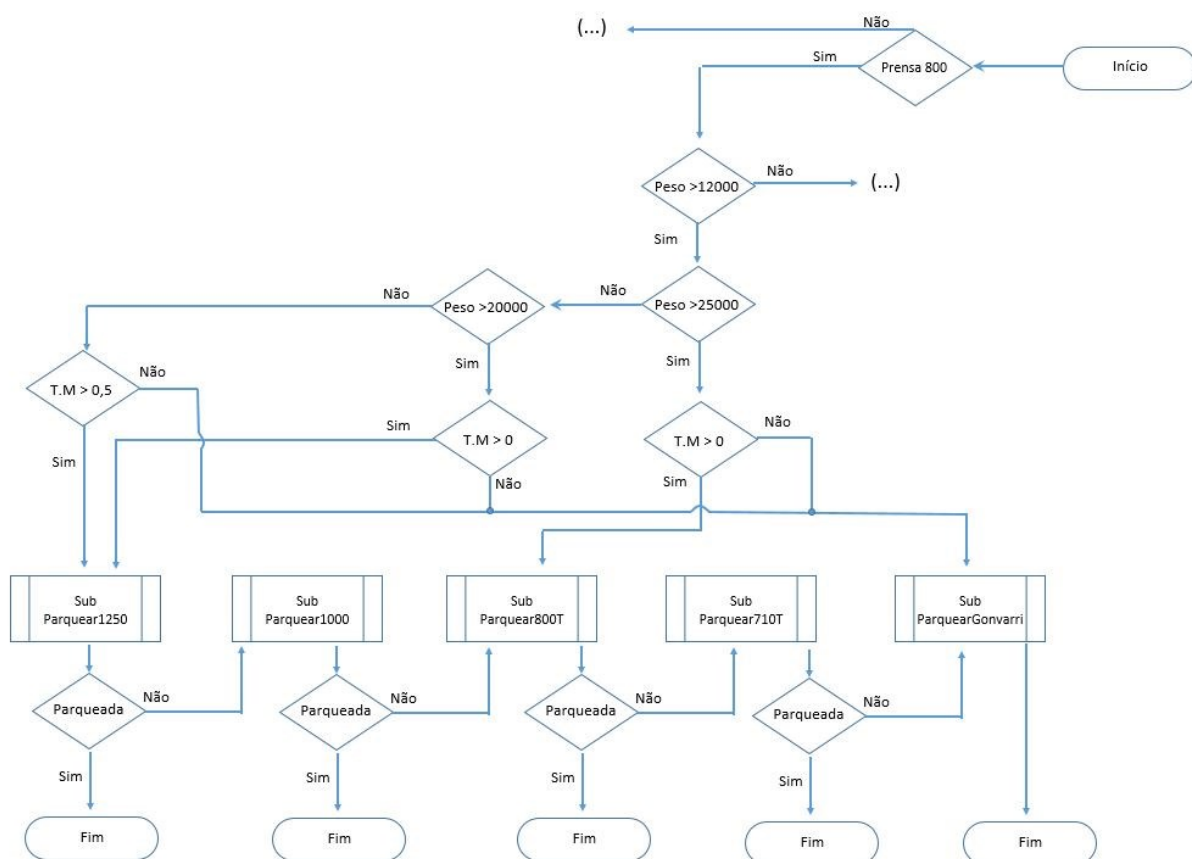 (...)
Não
Sim
Prensa 800
Início
Peso >12000
Não
(...)
Sim
Não
Peso >20000
Não
Peso >25000
Sim
Sim
T.M > 0,5
Não
Sim
T.M > 0
Não
T.M > 0
Não
Sim
Sim
Sub
Parquear1250
Sub
Parquear1000
Sub
Parquear800T
Sub
Parquear710T
Sub
ParquearGonvarri
Parqueada
Não
Parqueada
Não
Parqueada
Não
Parqueada
Não
Sim
Sim
Sim
Sim
Fim
Fim
Fim
Fim
Fim